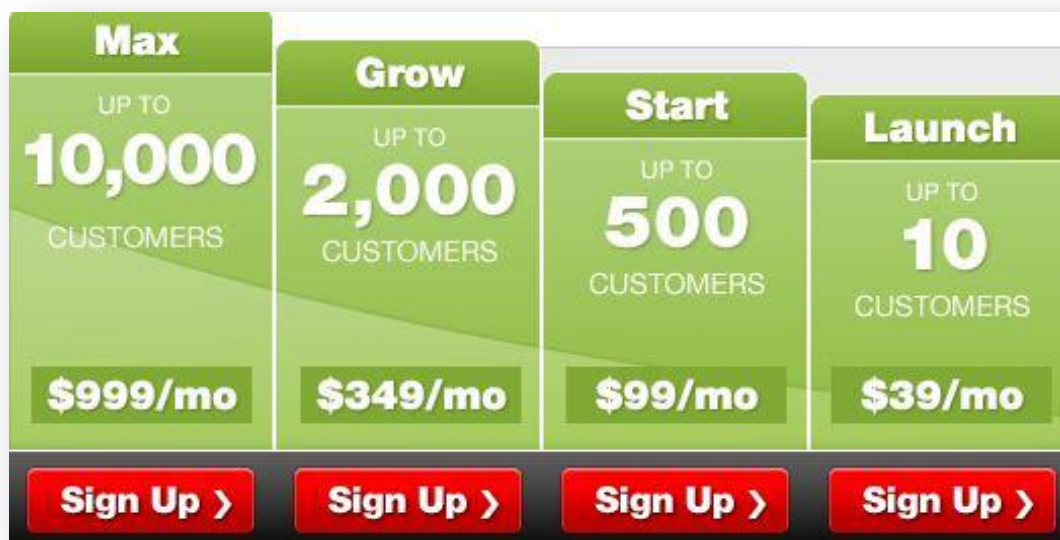 Max
UP TO
10,000
CUSTOMERS
$999/mo
Sign Up ❯
Grow
UP TO
2,000
CUSTOMERS
$349/mo
Sign Up ❯
Start
UP TO
500
CUSTOMERS
$99/mo
Sign Up ❯
Launch
UP TO
10
CUSTOMERS
$39/mo
Sign Up ❯